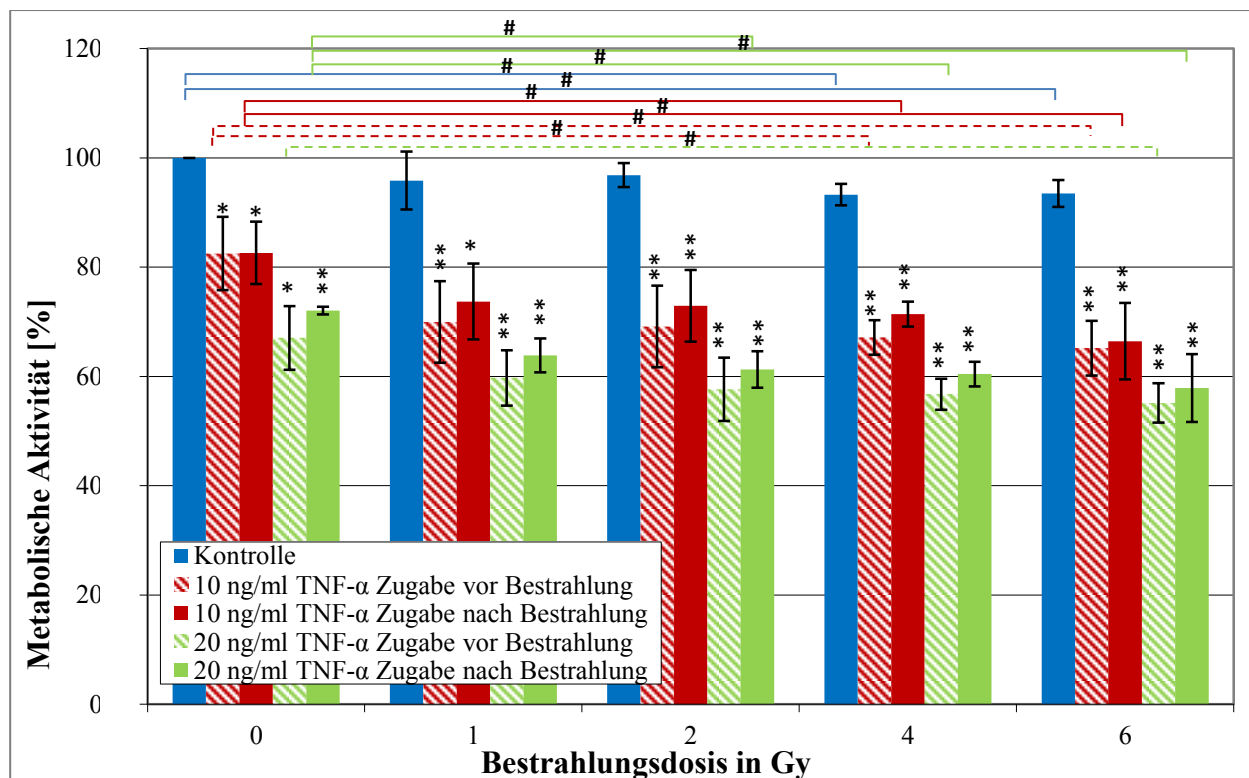 # #
#
# #
# #
#
# #
Metabolische Aktivität [%]
120
100
80
60
40
20
0
* * * **
** * ** **
** ** ** **
** ** ** **
** ** ** **
Kontrolle
10 ng/ml TNF-α Zugabe vor Bestrahlung
10 ng/ml TNF-α Zugabe nach Bestrahlung
20 ng/ml TNF-α Zugabe vor Bestrahlung
20 ng/ml TNF-α Zugabe nach Bestrahlung
0 1 2 4 6
Bestrahlungsdosis in Gy